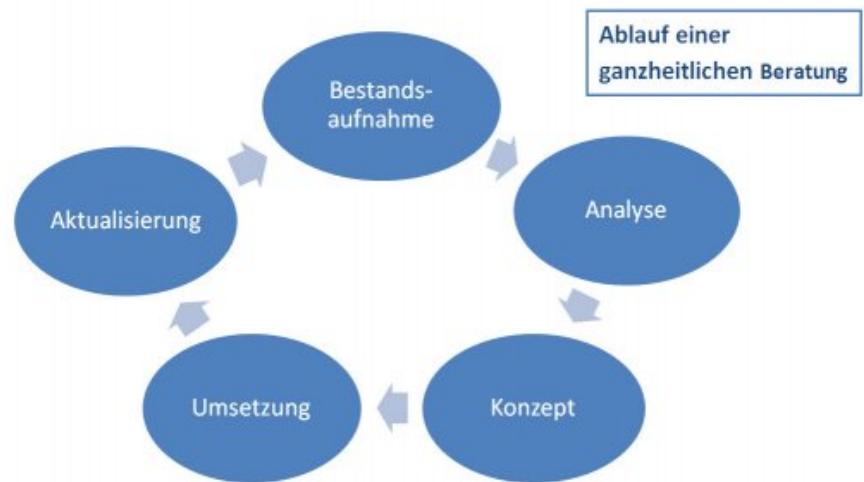 Ablauf einer
ganzheitlichen Beratung
Bestands-
aufnahme
Analyse
Konzept
Umsetzung
Aktualisierung